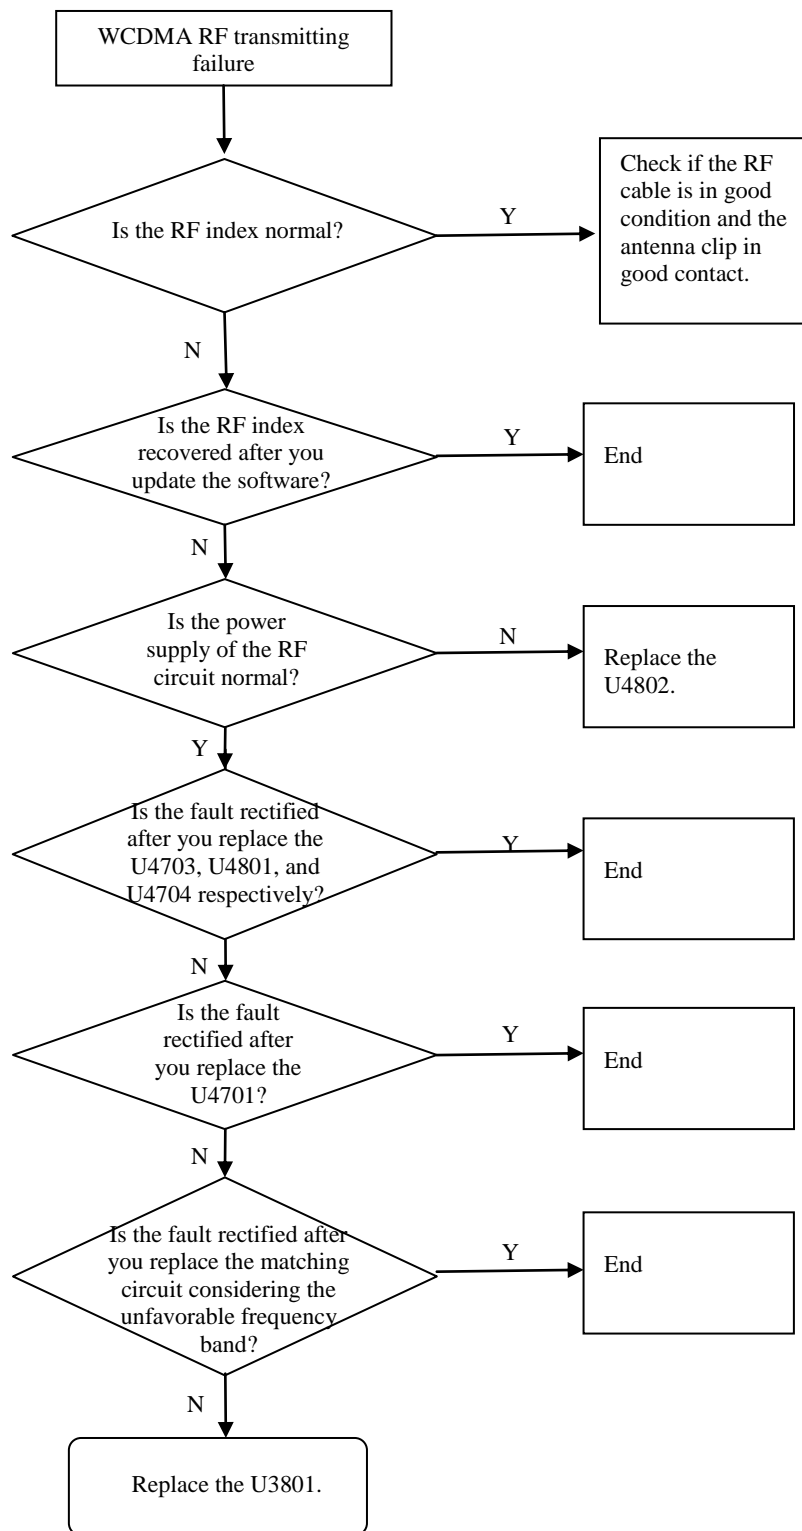 WCDMA RF transmitting
failure
Is the RF index normal?
Y
Check if the RF
cable is in good
condition and the
antenna clip in
good contact.
N
Is the RF index
recovered after you
update the software?
Y
End
N
Is the power
supply of the RF
circuit normal?
N
Replace the
U4802.
Y
Is the fault rectified
after you replace the
U4703, U4801, and
U4704 respectively?
Y
End
N
Is the fault
rectified after
you replace the
U4701?
Y
End
N
Is the fault rectified after
you replace the matching
circuit considering the
unfavorable frequency
band?
Y
End
N
Replace the U3801.